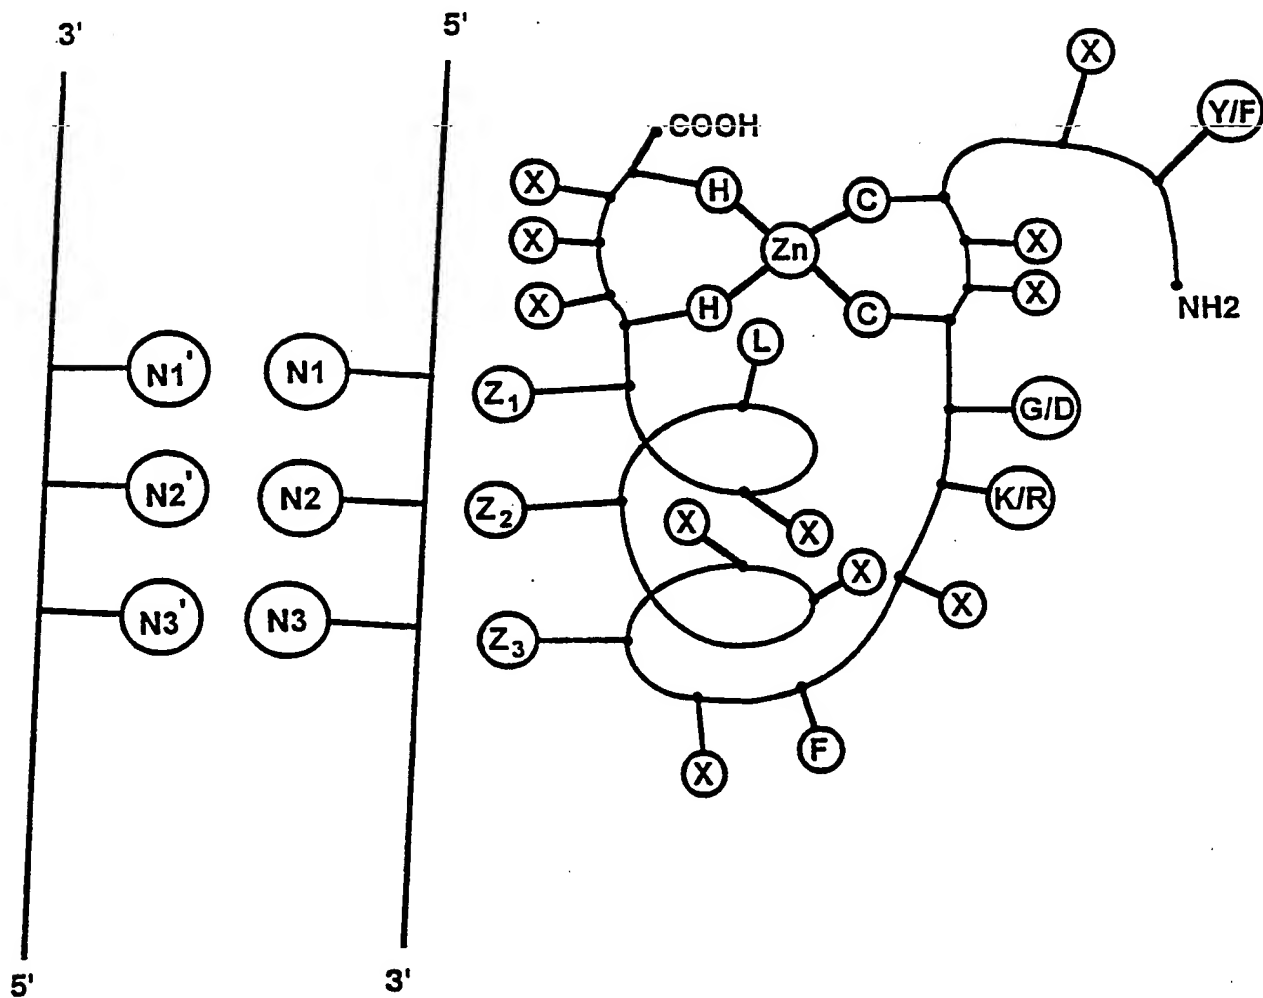 3'
5'
X
Y/F
COOH
X
H
C
X
Zn
X
X
X
H
C
NH2
L
N1'
N1
Z1
G/D
N2'
N2
Z2
X
X
K/R
X
X
N3'
N3
Z3
F
X
5'
3'